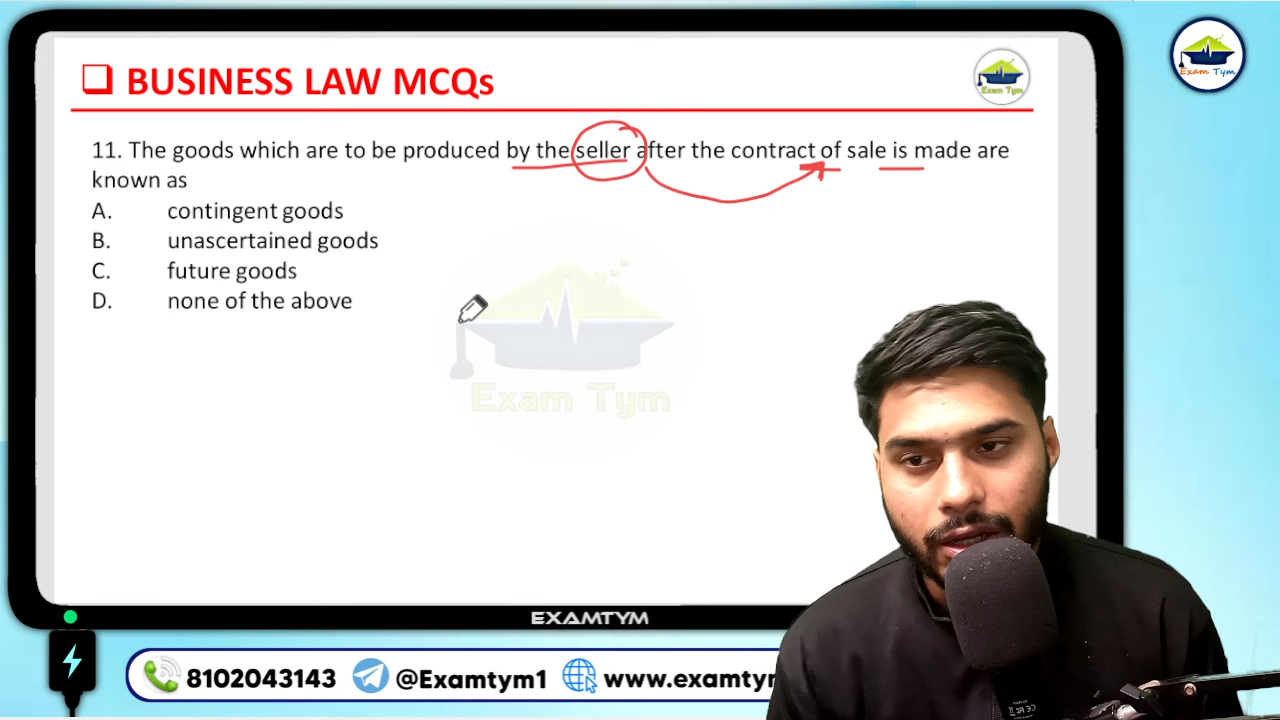 Exam Tym
❑ BUSINESS LAW MCQs
Exam Tym
11. The goods which are to be produced by the seller after the contract of sale is made are
known as
A. contingent goods
B. unascertained goods
C. future goods
D. none of the above
Exam Tym
EXAMTYM
8102043143 @Examtym1 www.examtym